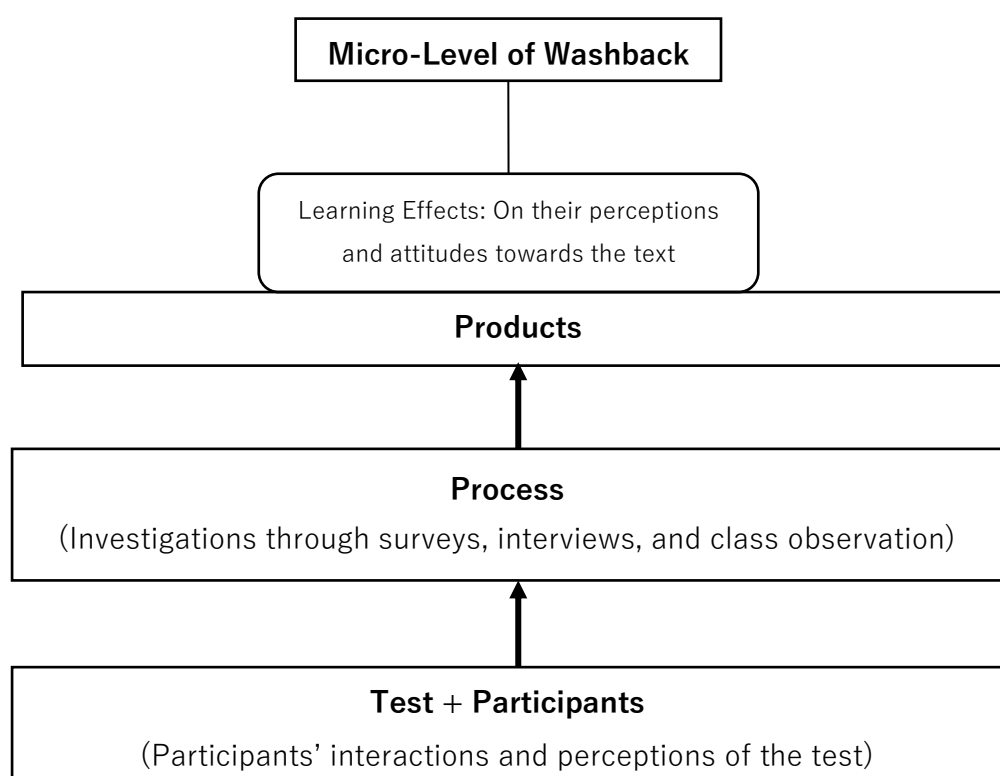 Micro-Level of Washback
Learning Effects: On their perceptions
and attitudes towards the text
Products
Process
(Investigations through surveys, interviews, and class observation)
Test + Participants
(Participants’ interactions and perceptions of the test)